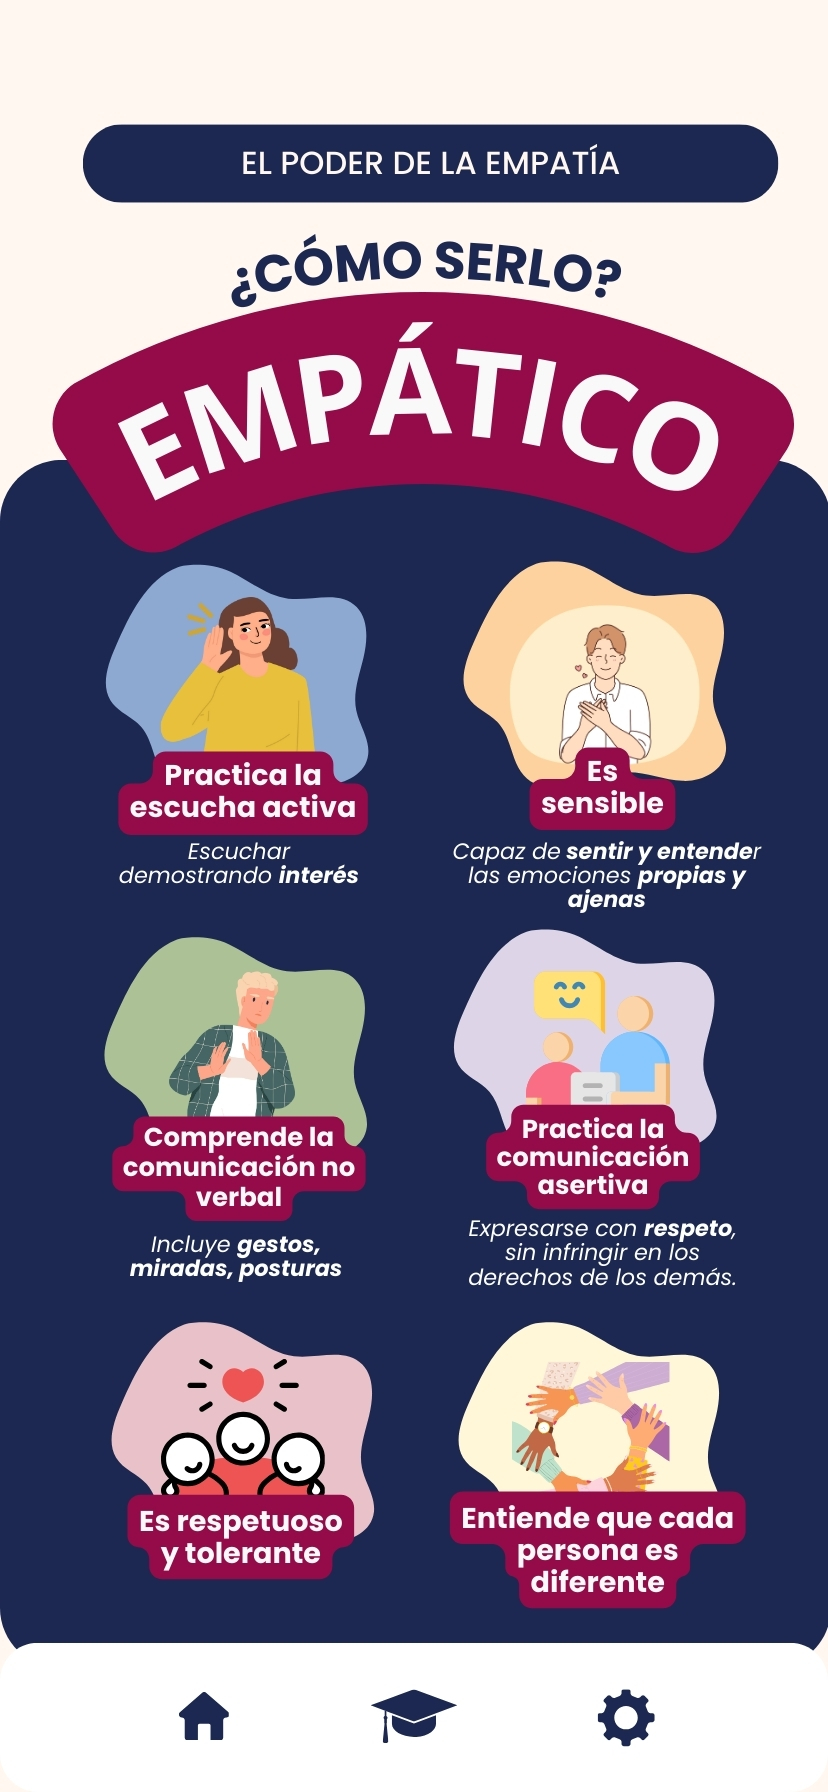 EL PODER DE LA EMPATÍA
¿CÓMO SERLO?
EMPÁTICO
Practica la
escucha activa
Escuchar
demostrando interés
Es
sensible
Capaz de sentir y entender
las emociones propias y
ajenas
Comprende la
comunicación no
verbal
Incluye gestos,
miradas, posturas
Practica la
comunicación
asertiva
Expresarse con respeto,
sin infringir en los
derechos de los demás.
Es respetuoso
y tolerante
Entiende que cada
persona es
diferente